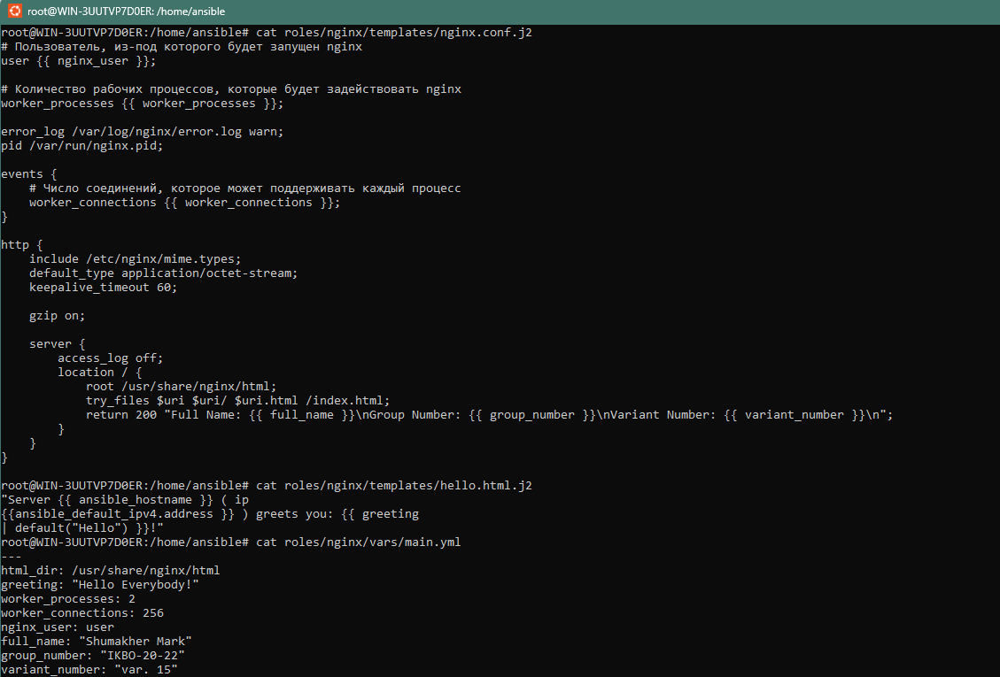 root@WIN-3UUTVP7D0ER: /home/ansible
root@WIN-3UUTVP7D0ER:/home/ansible# cat roles/nginx/templates/nginx.conf.j2
# Пользователь, из-под которого будет запущен nginx
user {{ nginx_user }};

# Количество рабочих процессов, которые будет задействовать nginx
worker_processes {{ worker_processes }};

error_log /var/log/nginx/error.log warn;
pid /var/run/nginx.pid;

events {
    # Число соединений, которое может поддерживать каждый процесс
    worker_connections {{ worker_connections }};
}

http {
    include /etc/nginx/mime.types;
    default_type application/octet-stream;
    keepalive_timeout 60;

    gzip on;

    server {
        access_log off;
        location / {
            root /usr/share/nginx/html;
            try_files $uri $uri/ $uri.html /index.html;
            return 200 "Full Name: {{ full_name }}\nGroup Number: {{ group_number }}\nVariant Number: {{ variant_number }}\n";
        }
    }
}

root@WIN-3UUTVP7D0ER:/home/ansible# cat roles/nginx/templates/hello.html.j2
"Server {{ ansible_hostname }} ( ip
{{ansible_default_ipv4.address }} ) greets you: {{ greeting
| default("Hello") }}!"
root@WIN-3UUTVP7D0ER:/home/ansible# cat roles/nginx/vars/main.yml
---
html_dir: /usr/share/nginx/html
greeting: "Hello Everybody!"
worker_processes: 2
worker_connections: 256
nginx_user: user
full_name: "Shumakher Mark"
group_number: "IKBO-20-22"
variant_number: "var. 15"